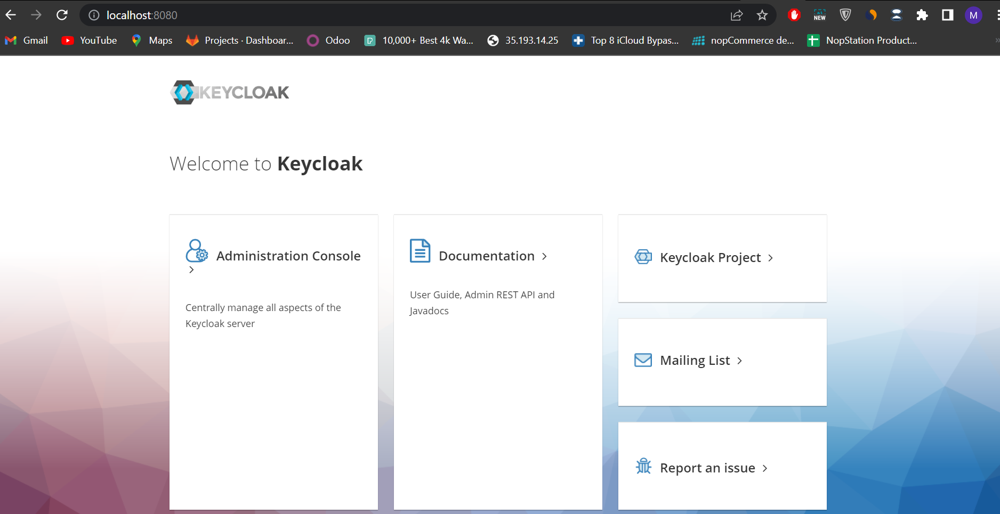 localhost:8080
NEW
M
Gmail
YouTube
Maps
Projects · Dashboar...
Odoo
10,000+ Best 4k Wa...
35.193.14.25
Top 8 iCloud Bypas...
nopCommerce de...
NopStation Product...
KEYCLOAK
Welcome to Keycloak
Administration Console
Centrally manage all aspects of the
Keycloak server
Documentation
User Guide, Admin REST API and
Javadocs
Keycloak Project
Mailing List
Report an issue